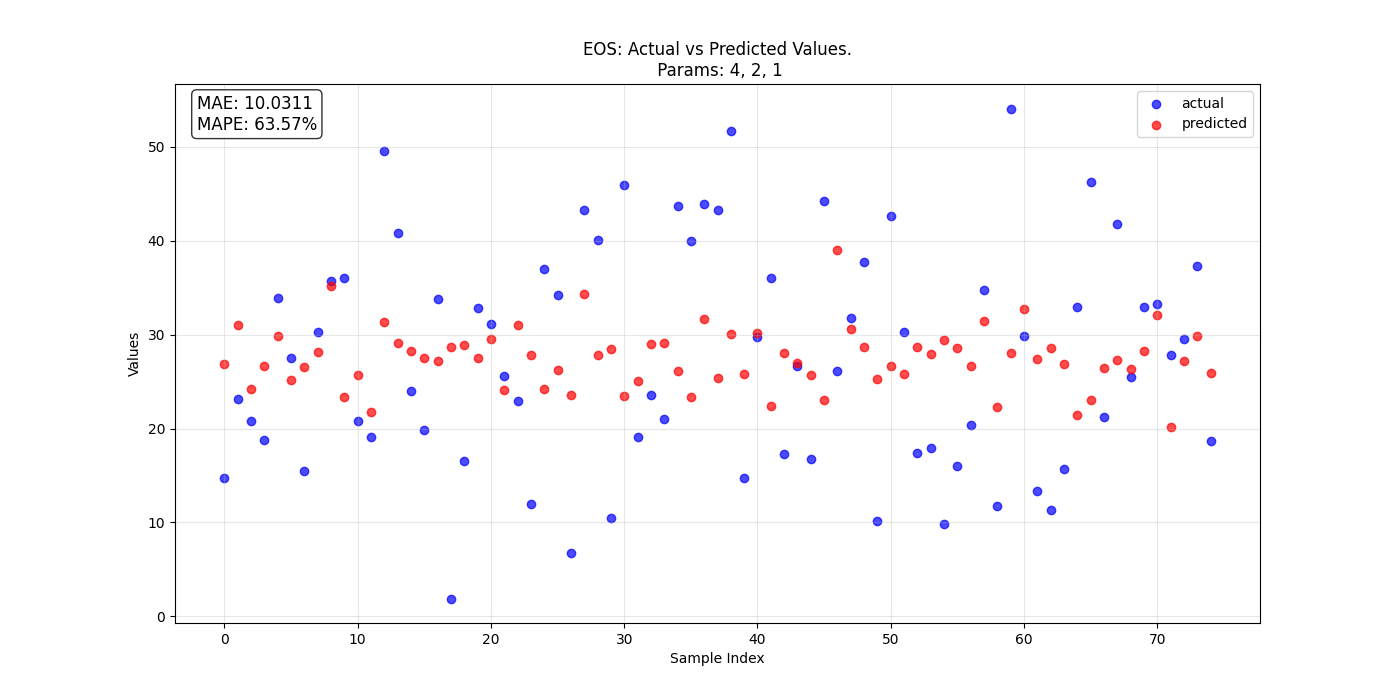 EOS: Actual vs Predicted Values.
Params: 4, 2, 1
MAE: 10.0311
MAPE: 63.57%
actual
predicted
50
40
30
20
10
0
Values
0 10 20 30 40 50 60 70
Sample Index